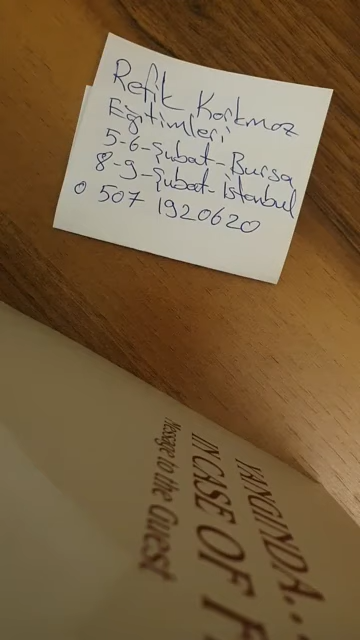 Refik Korkmaz
Eğitimleri
5-6-Şubat-Bursa
8-9-Şubat-İstanbul
0 507 1920620
YANGINDA..
IN CASE OF F
Message to the Guest